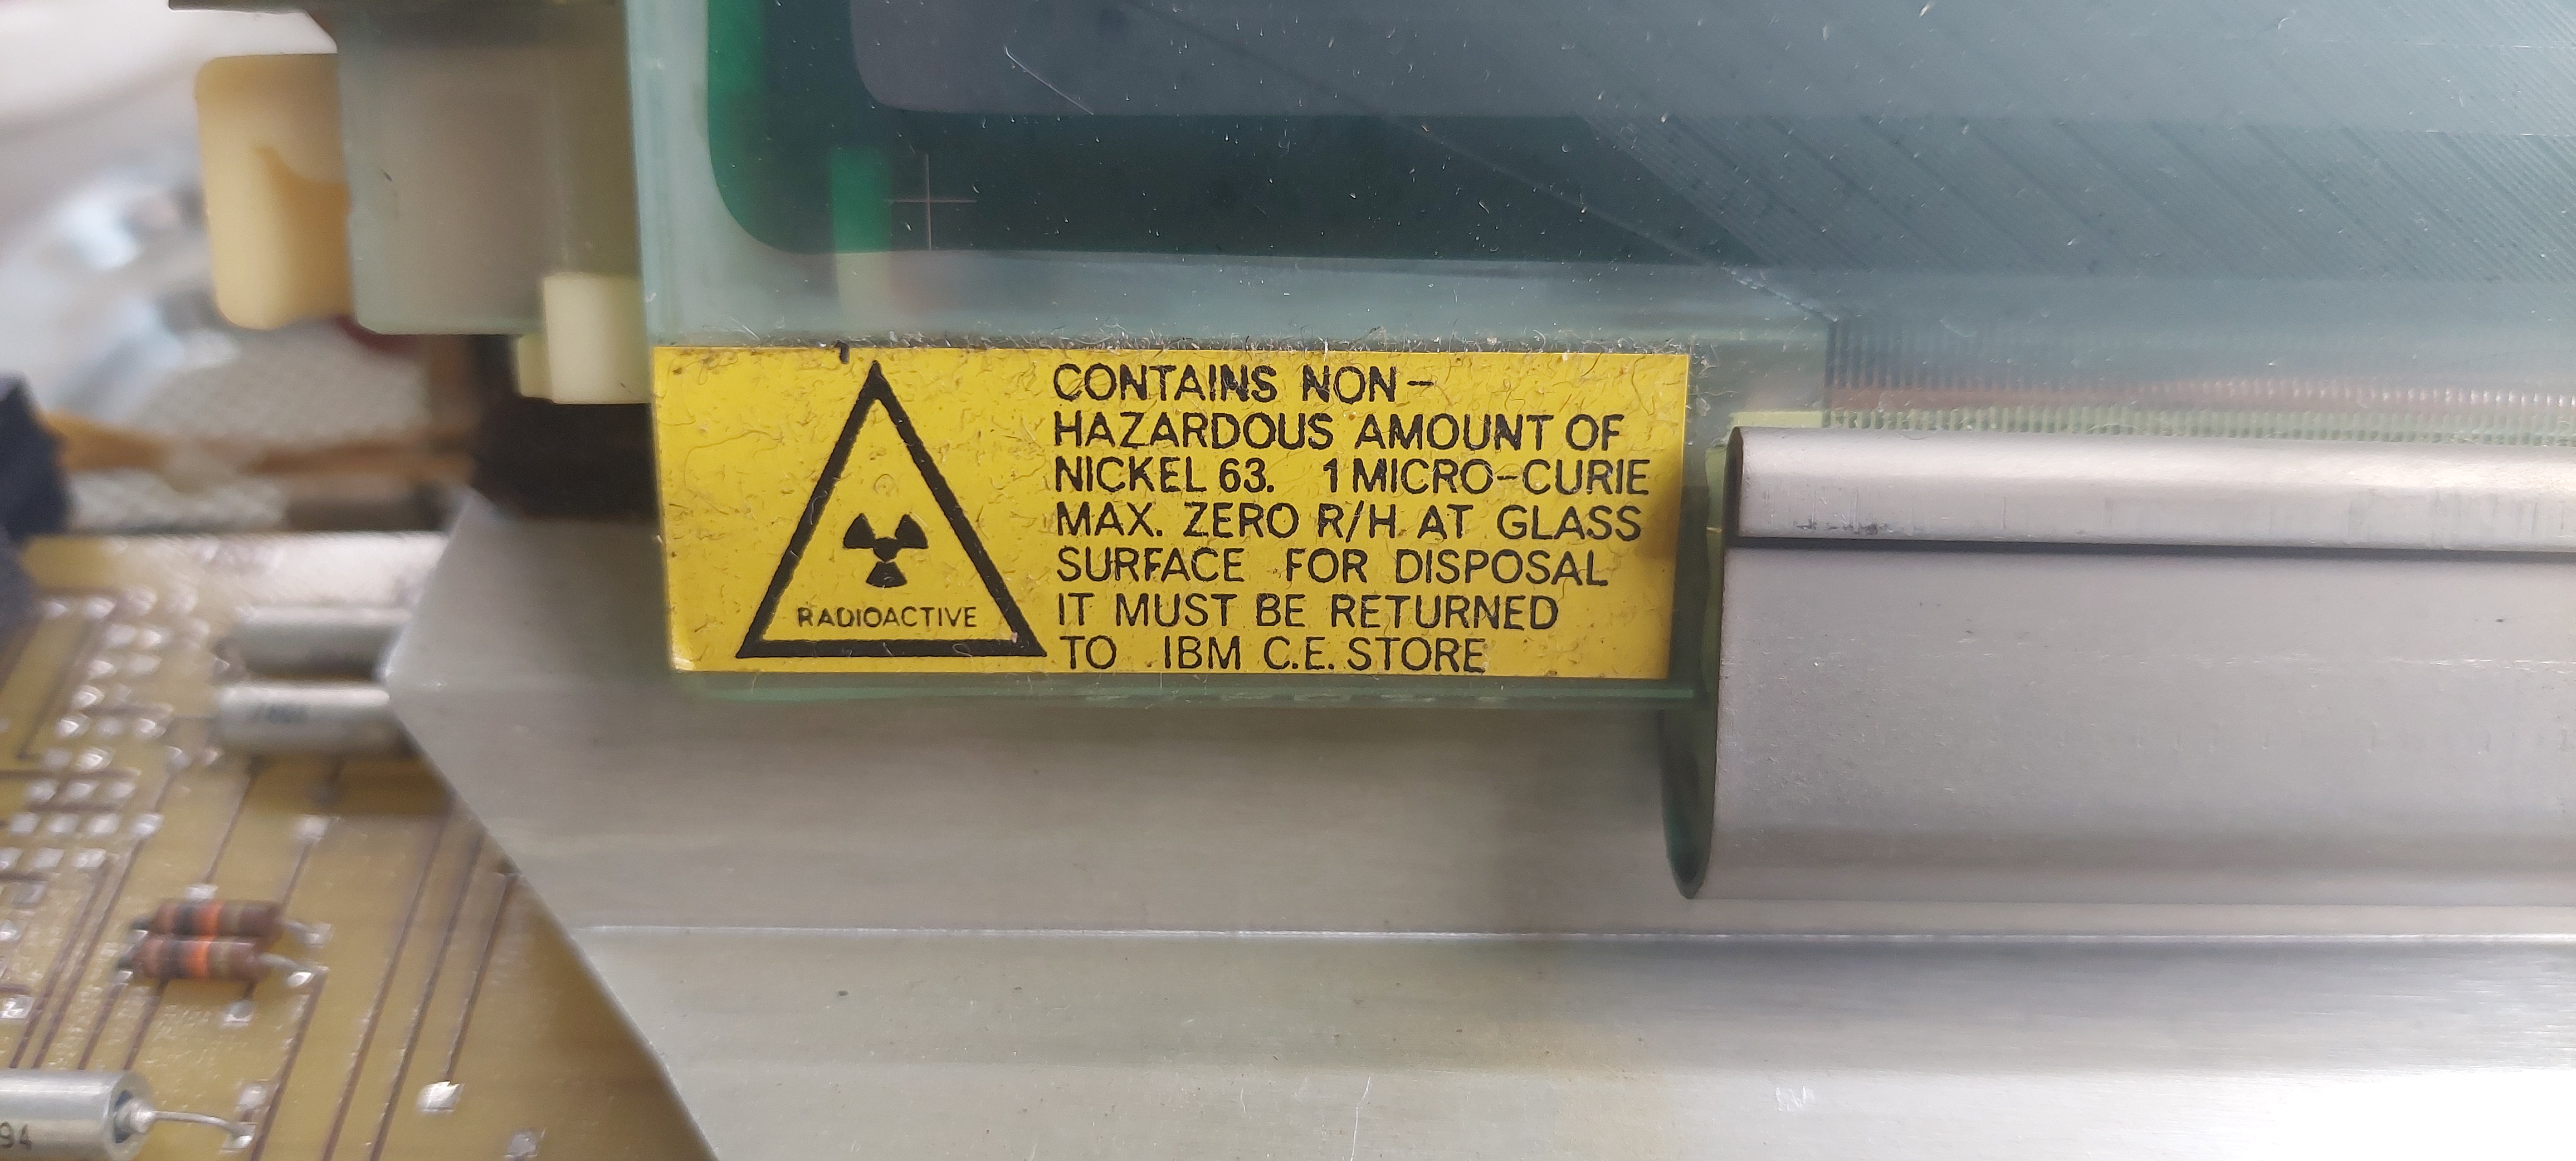 CONTAINS NON-
HAZARDOUS AMOUNT OF
NICKEL 63. 1 MICRO-CURIE
MAX. ZERO R/H AT GLASS
SURFACE FOR DISPOSAL
IT MUST BE RETURNED
TO IBM C.E. STORE
RADIOACTIVE
94